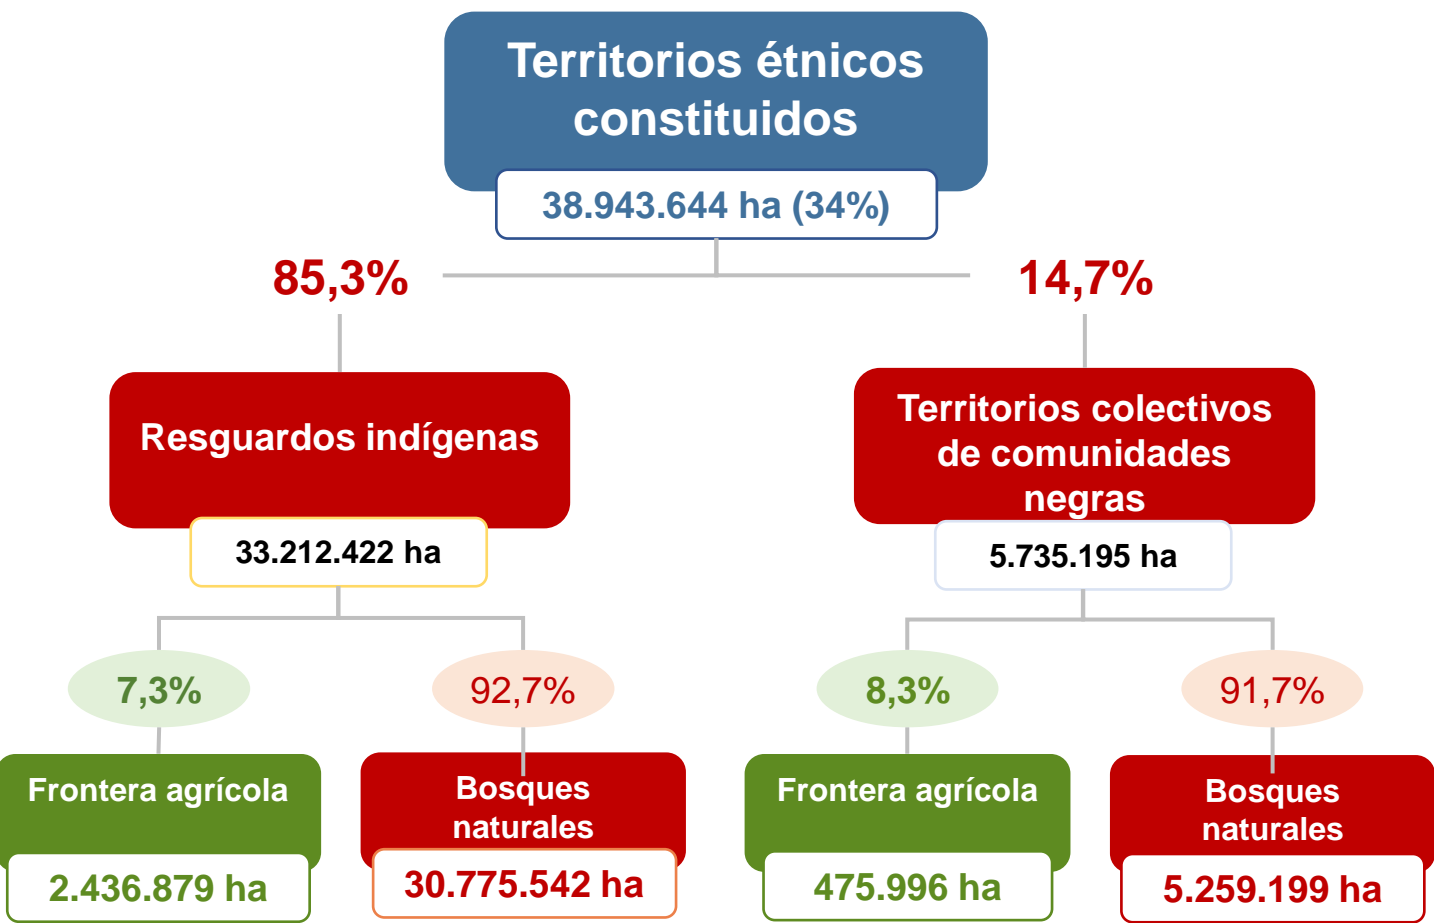 Territorios étnicos
constituidos
38.943.644 ha (34%)
85,3%
14,7%
Resguardos indígenas
33.212.422 ha
Territorios colectivos
de comunidades
negras
5.735.195 ha
7,3%
92,7%
8,3%
91,7%
Frontera agrícola
2.436.879 ha
Bosques
naturales
30.775.542 ha
Frontera agrícola
475.996 ha
Bosques
naturales
5.259.199 ha